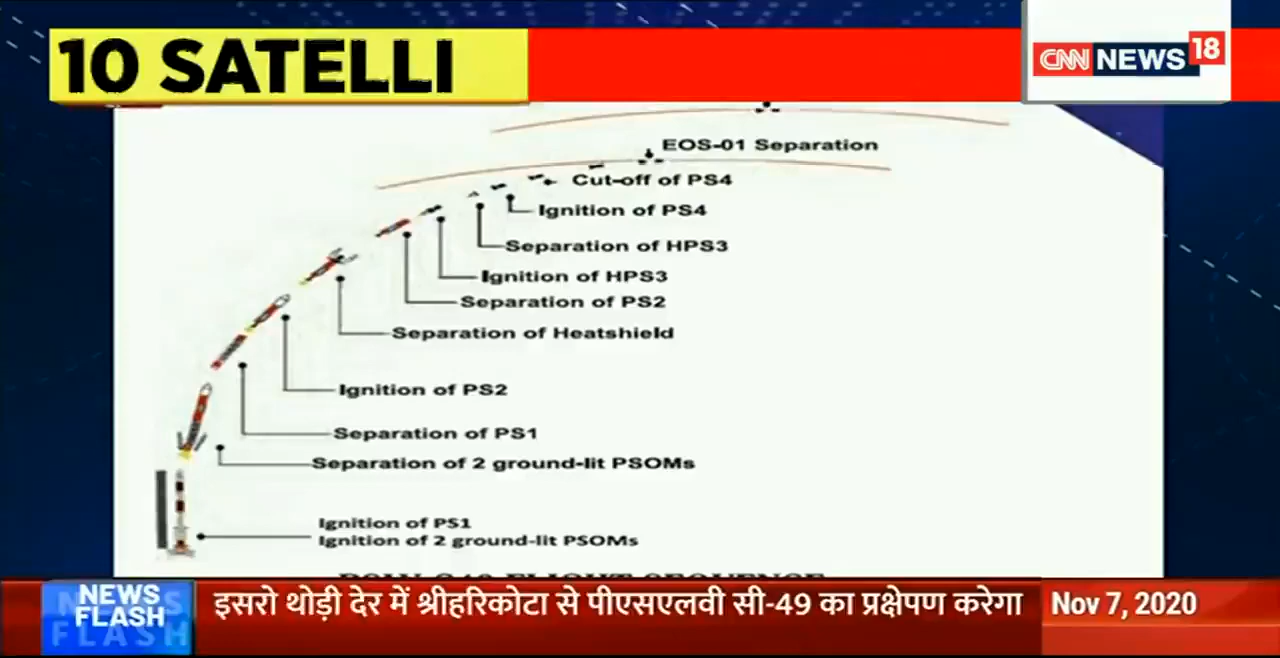 10 SATELLI
CNN NEWS 18
EOS-01 Separation
Cut-off of PS4
Ignition of PS4
Separation of HPS3
Ignition of HPS3
Separation of PS2
Separation of Heatshield
Ignition of PS2
Separation of PS1
Separation of 2 ground-lit PSOMs
Ignition of PS1
Ignition of 2 ground-lit PSOMs
NEWS
FLASH
इसरो थोड़ी देर में श्रीहरिकोटा से पीएसएलवी सी-49 का प्रक्षेपण करेगा
Nov 7, 2020